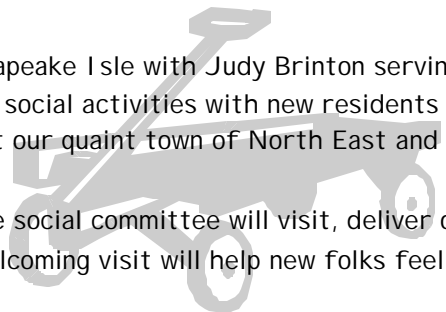 apeake Isle with Judy Brinton servin
social activities with new residents
t our quaint town of North East and
e social committee will visit, deliver o
lcoming visit will help new folks feel